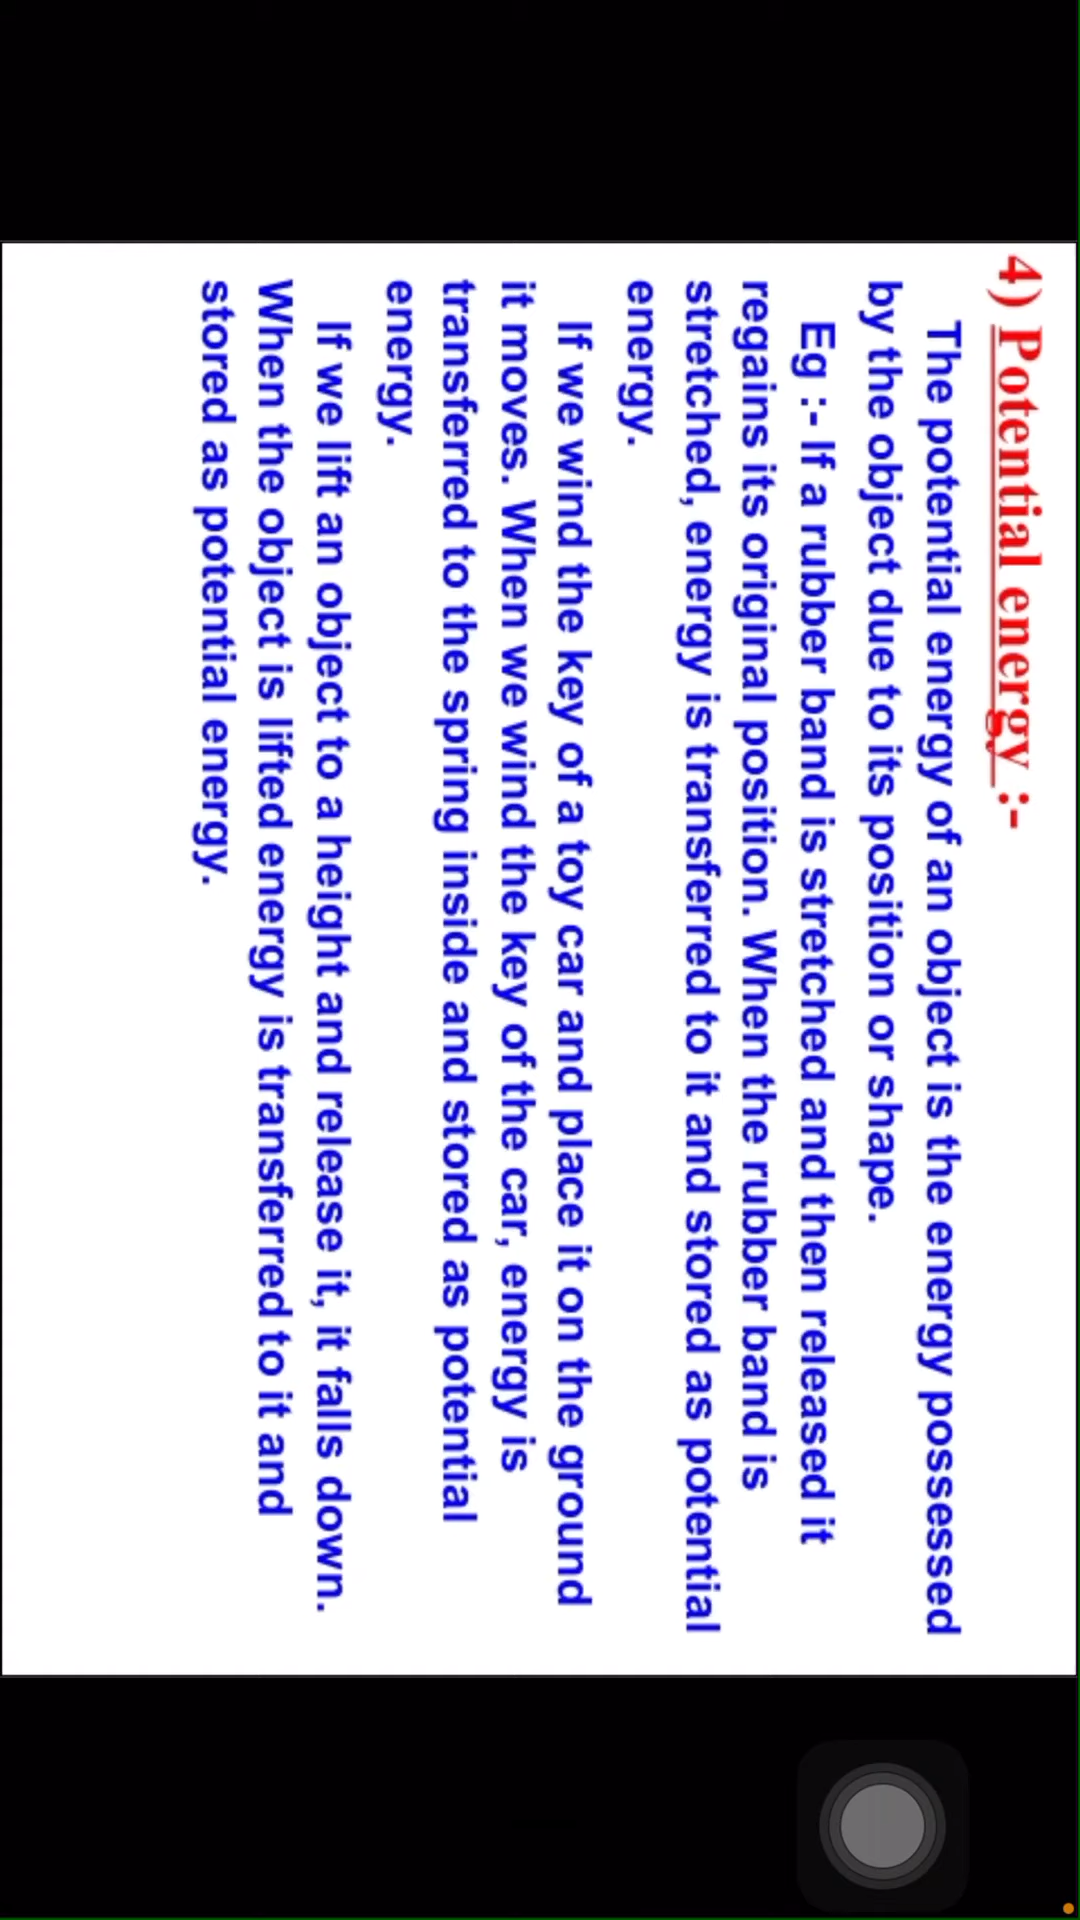 4) Potential energy :-
The potential energy of an object is the energy possessed
by the object due to its position or shape.
Eg :- If a rubber band is stretched and then released it
regains its original position. When the rubber band is
stretched, energy is transferred to it and stored as potential
energy.
If we wind the key of a toy car and place it on the ground
it moves. When we wind the key of the car, energy is
transferred to the spring inside and stored as potential
energy.
If we lift an object to a height and release it, it falls down.
When the object is lifted energy is transferred to it and
stored as potential energy.